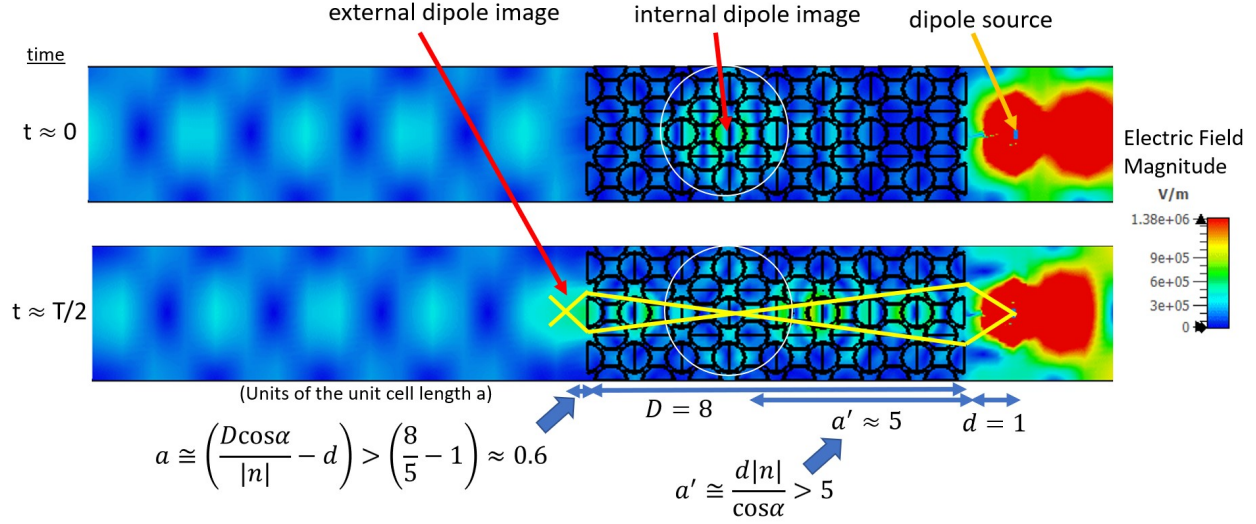 external dipole image
internal dipole image
dipole source
time
t ≈ 0
Electric Field
Magnitude
V/m
1.38e+06
9e+05
6e+05
3e+05
0
t ≈ T/2
(Units of the unit cell length a)
D = 8
a′ ≈ 5
d = 1
a ≅ (Dcosα/|n| − d) > (8/5 − 1) ≈ 0.6
a′ ≅ d|n|/cosα > 5